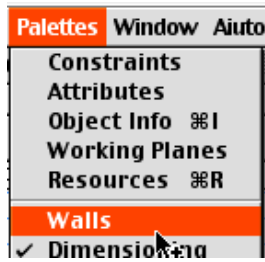 Palettes Window Aiuto
Constraints
Attributes
Object Info ⌘I
Working Planes
Resources ⌘R
Walls
✓ Dimensioning